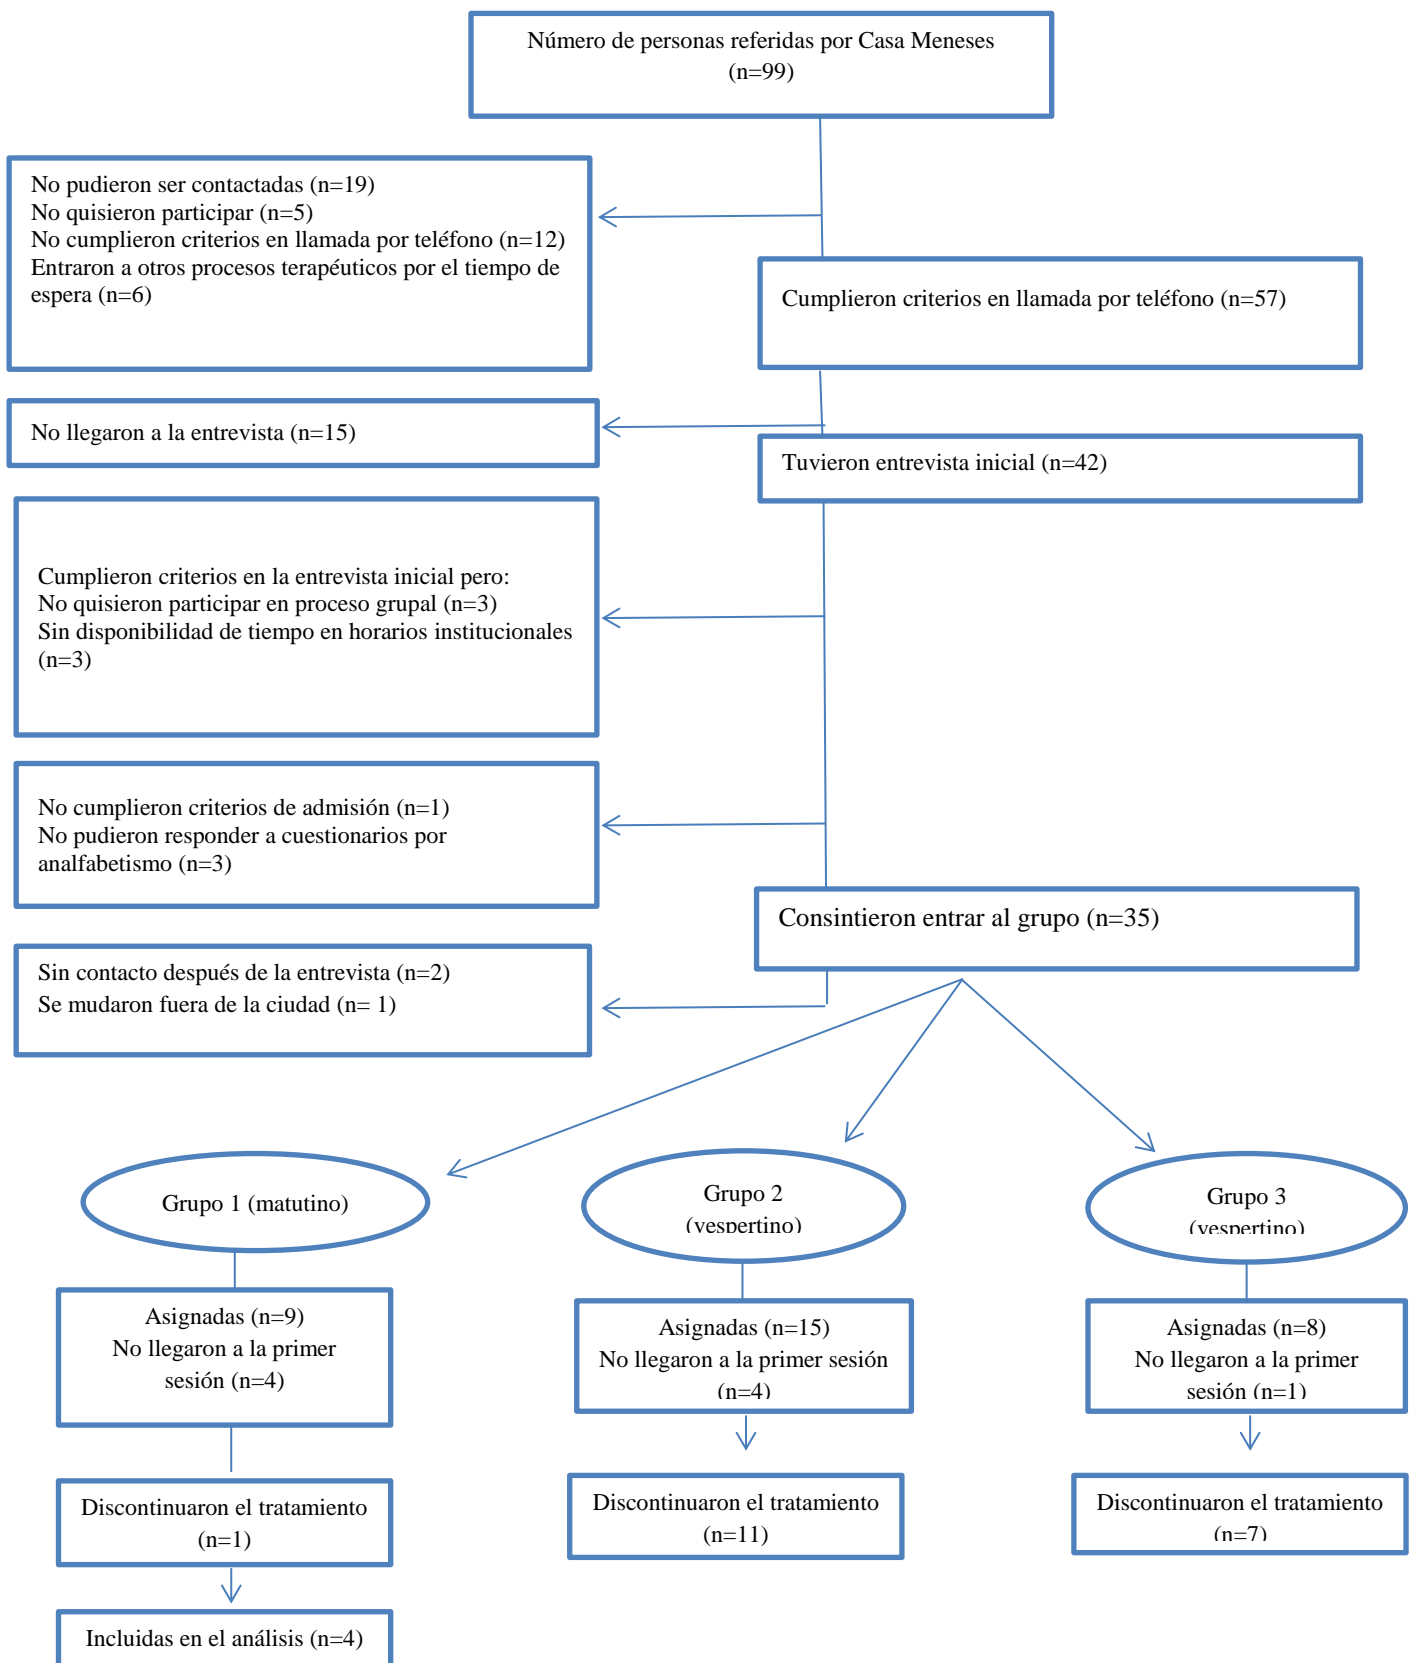 Número de personas referidas por Casa Meneses
(n=99)
No pudieron ser contactadas (n=19)
No quisieron participar (n=5)
No cumplieron criterios en llamada por teléfono (n=12)
Entraron a otros procesos terapéuticos por el tiempo de
espera (n=6)
Cumplieron criterios en llamada por teléfono (n=57)
No llegaron a la entrevista (n=15)
Tuvieron entrevista inicial (n=42)
Cumplieron criterios en la entrevista inicial pero:
No quisieron participar en proceso grupal (n=3)
Sin disponibilidad de tiempo en horarios institucionales
(n=3)
No cumplieron criterios de admisión (n=1)
No pudieron responder a cuestionarios por
analfabetismo (n=3)
Consintieron entrar al grupo (n=35)
Sin contacto después de la entrevista (n=2)
Se mudaron fuera de la ciudad (n= 1)
Grupo 1 (matutino)
Grupo 2
(vespertino)
Grupo 3
(vespertino)
Asignadas (n=9)
No llegaron a la primer
sesión (n=4)
Asignadas (n=15)
No llegaron a la primer sesión
(n=4)
Asignadas (n=8)
No llegaron a la primer
sesión (n=1)
Discontinuaron el tratamiento
(n=1)
Discontinuaron el tratamiento
(n=11)
Discontinuaron el tratamiento
(n=7)
Incluidas en el análisis (n=4)